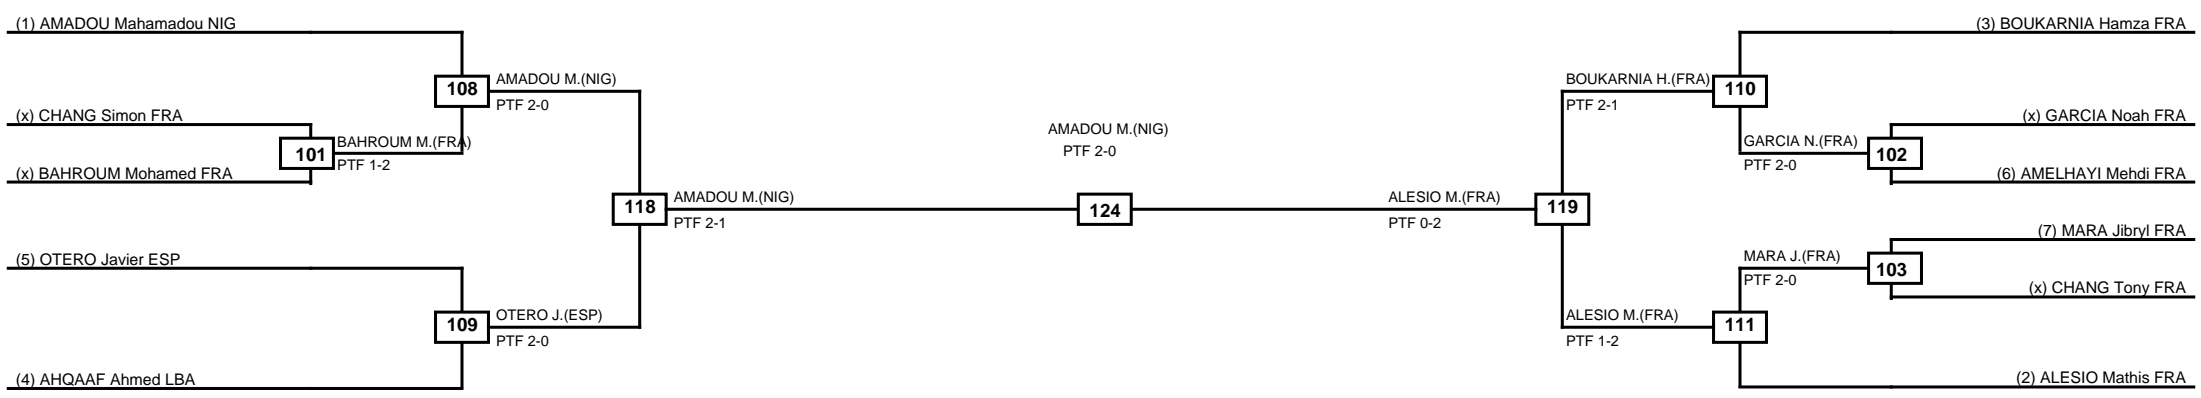 (1) AMADOU Mahamadou NIG
(x) CHANG Simon FRA
(x) BAHROUM Mohamed FRA
(5) OTERO Javier ESP
(4) AHQAAF Ahmed LBA
101
BAHROUM M.(FRA)
PTF 1-2
108
AMADOU M.(NIG)
PTF 2-0
109
OTERO J.(ESP)
PTF 2-0
118
AMADOU M.(NIG)
PTF 2-1
AMADOU M.(NIG)
PTF 2-0
124
ALESIO M.(FRA)
PTF 0-2
119
BOUKARNIA H.(FRA)
PTF 2-1
110
ALESIO M.(FRA)
PTF 1-2
111
GARCIA N.(FRA)
PTF 2-0
102
MARA J.(FRA)
PTF 2-0
103
(3) BOUKARNIA Hamza FRA
(x) GARCIA Noah FRA
(6) AMELHAYI Mehdi FRA
(7) MARA Jibryl FRA
(x) CHANG Tony FRA
(2) ALESIO Mathis FRA